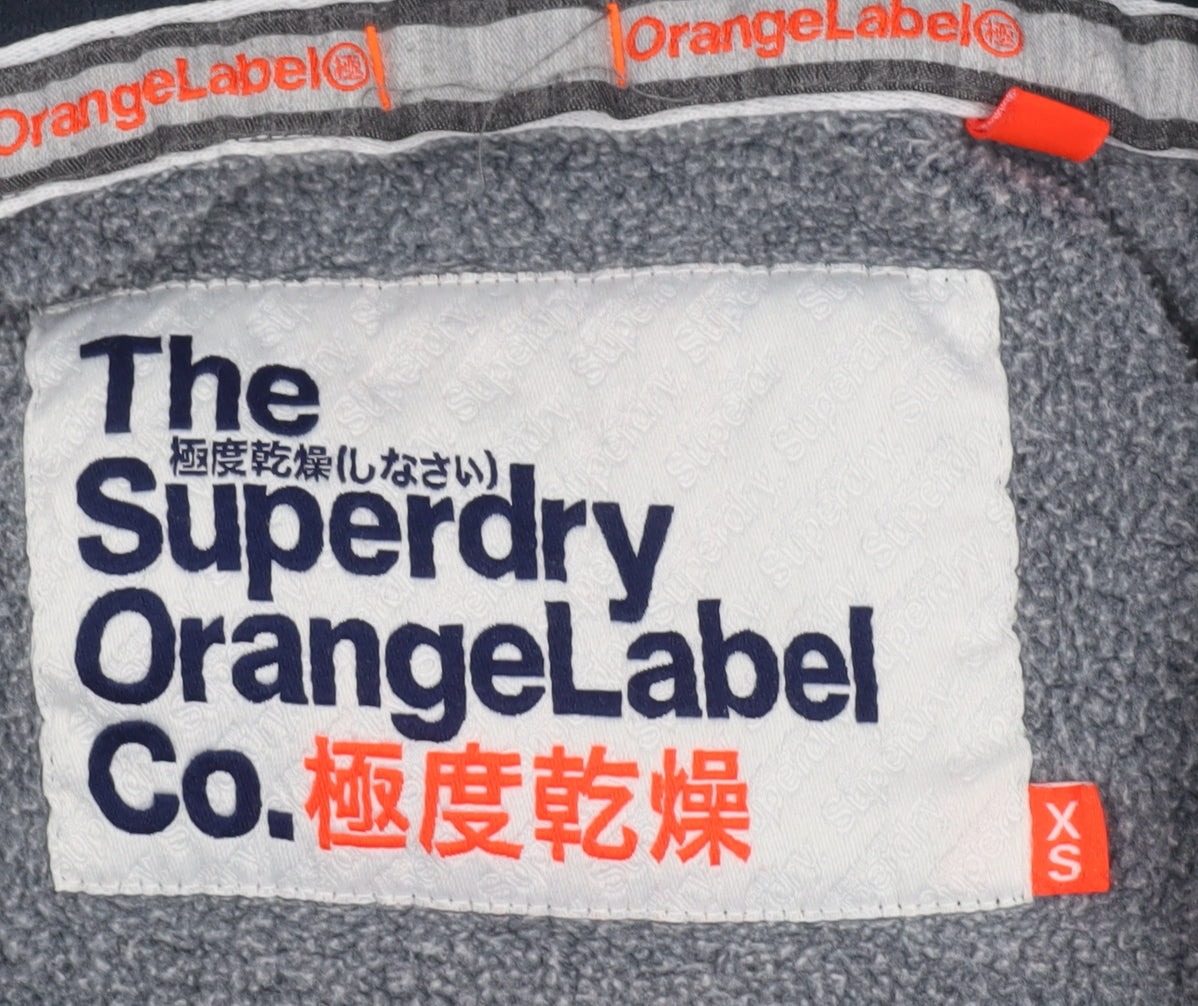 OrangeLabel㊣極
OrangeLabel極
The
極度乾燥(しなさい)
Superdry
OrangeLabel
Co.極度乾燥
X
S